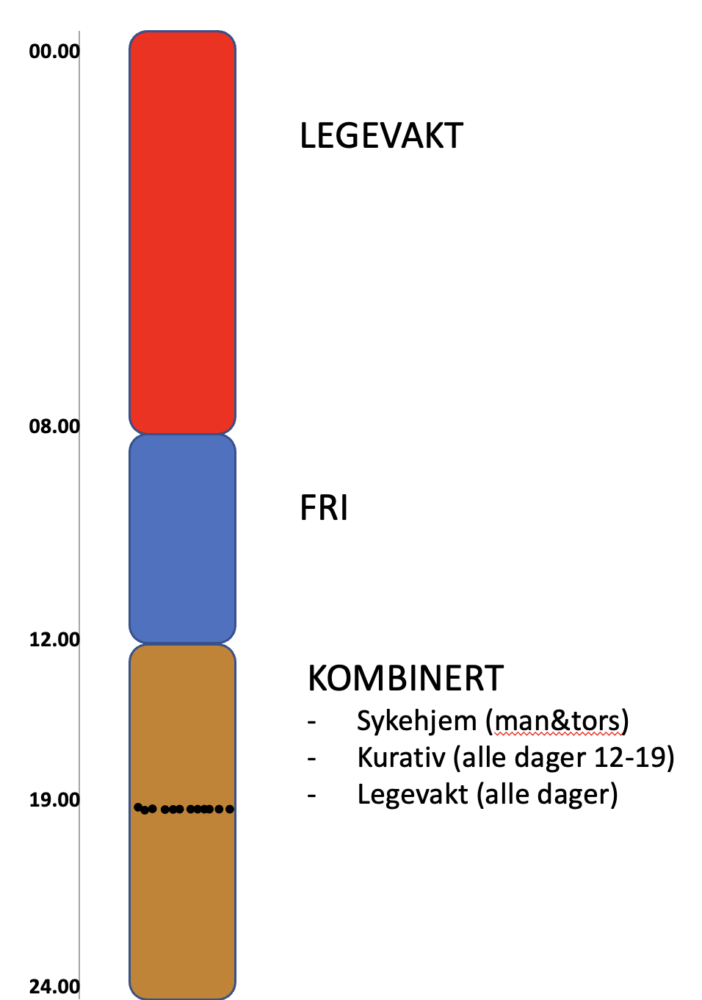 00.00
LEGEVAKT
08.00
FRI
12.00
KOMBINERT
- Sykehjem (man&tors)
- Kurativ (alle dager 12-19)
19.00
- Legevakt (alle dager)
24.00